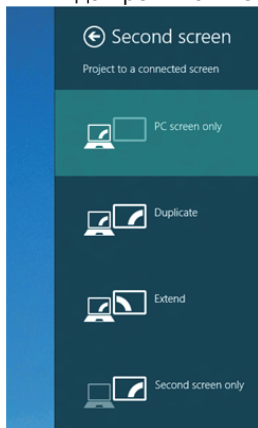 Second screen
Project to a connected screen
PC screen only
Duplicate
Extend
Second screen only